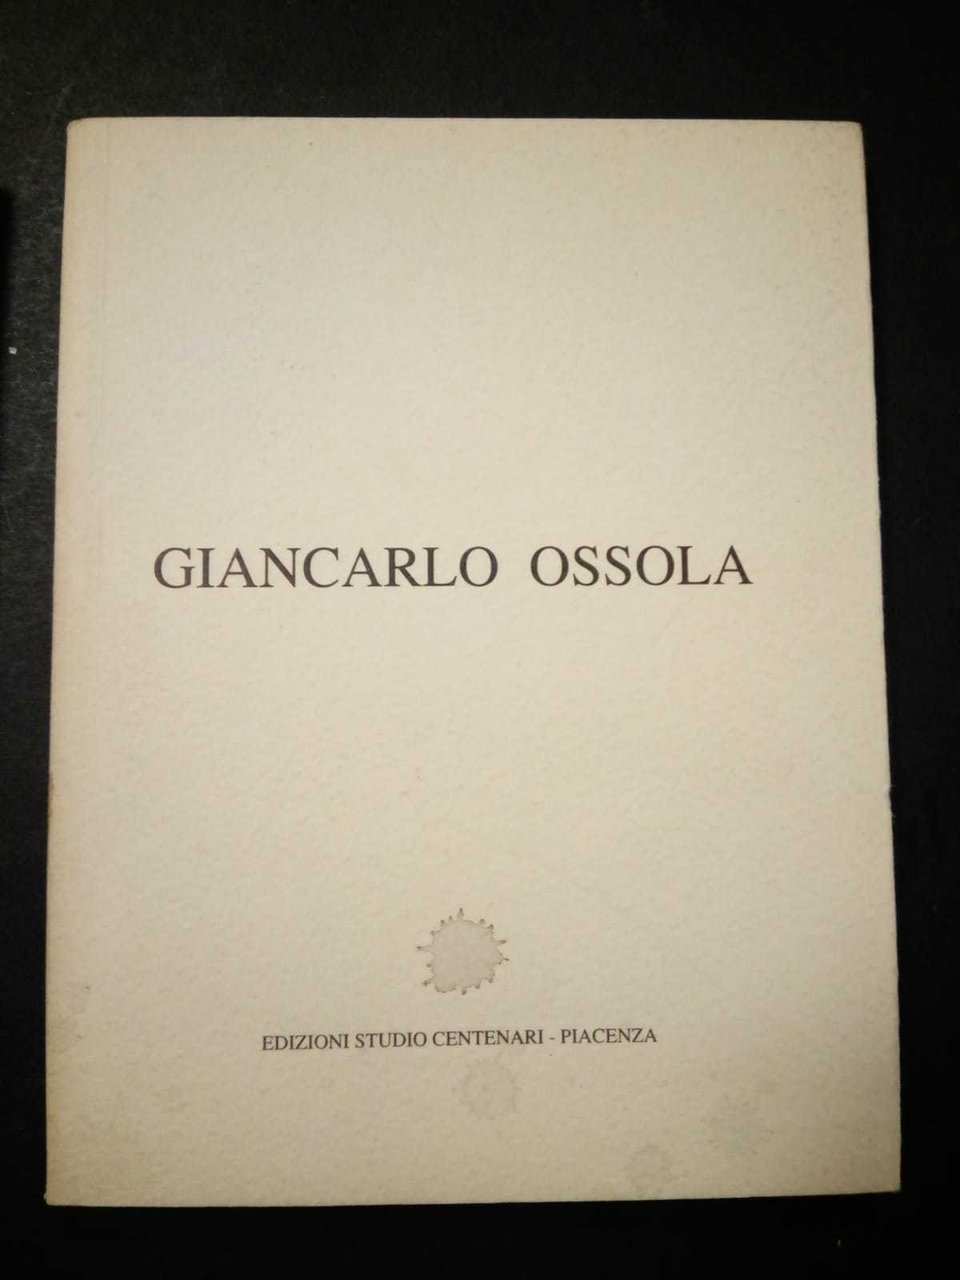 GIANCARLO OSSOLA
EDIZIONI STUDIO CENTENARI - PIACENZA